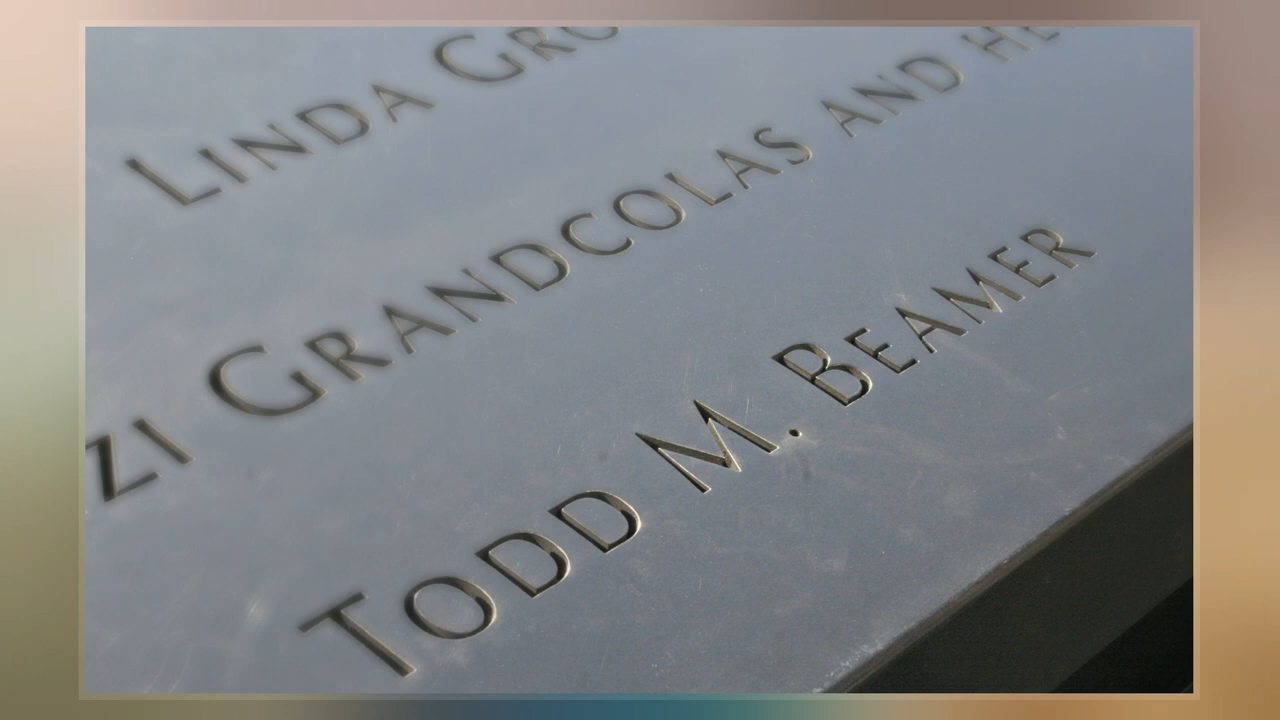 LINDA GRO
ZI GRANDCOLAS AND HE
TODD M. BEAMER